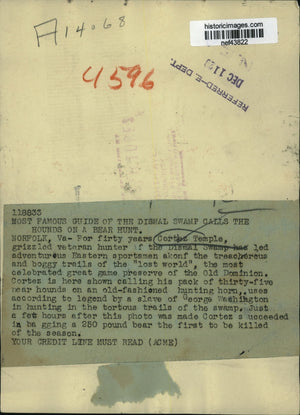 historicimages.com
nef43822
A14068
REFERRED-E. DEPT.
DEC 11
4596
118833
MOST FAMOUS GUIDE OF THE DISMAL SWAMP CALLS THE
HOUNDS ON A BEAR HUNT.
NORFOLK, Va- For forty years Cortez Temple,
grizzled veteran hunter of the Dismal Swamp has led
adventurous Eastern sportsmen akonf the treacherous
and boggy trails of the "lost world", the most
celebrated great game preserve of the Old Dominion.
Cortez is here shown calling his pack of thirty-five
bear hounds on an old-fashioned hunting horn, uses
according to legend by a slave of George Washington
in hunting in the tortous trails of the swamp. Just
a few hours after this photo was made Cortez succeeded
in bagging a 250 pound bear the first to be killed
of the season.
YOUR CREDIT LINE MUST READ (ACME)